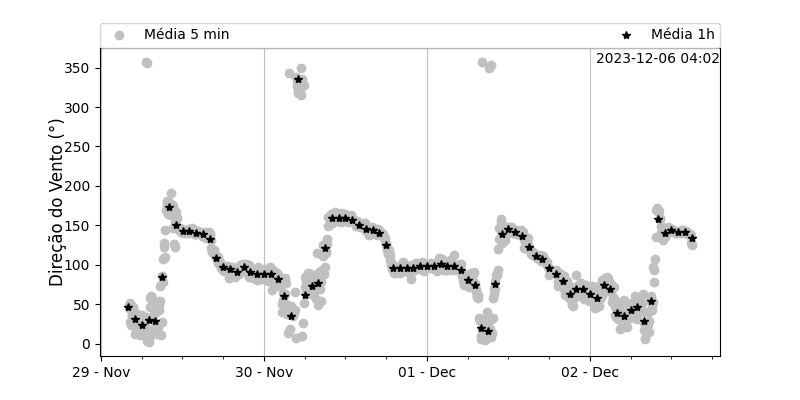 Média 5 min
Média 1h
2023-12-06 04:02
Direção do Vento (°)
350
300
250
200
150
100
50
0
29 - Nov
30 - Nov
01 - Dec
02 - Dec